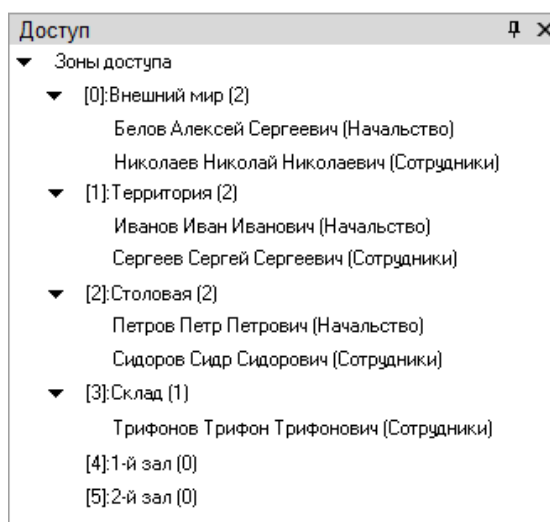 Доступ
Зоны доступа
[0]:Внешний мир (2)
Белов Алексей Сергеевич (Начальство)
Николаев Николай Николаевич (Сотрудники)
[1]:Территория (2)
Иванов Иван Иванович (Начальство)
Сергеев Сергей Сергеевич (Сотрудники)
[2]:Столовая (2)
Петров Петр Петрович (Начальство)
Сидоров Сидр Сидорович (Сотрудники)
[3]:Склад (1)
Трифонов Трифон Трифонович (Сотрудники)
[4]:1-й зал (0)
[5]:2-й зал (0)